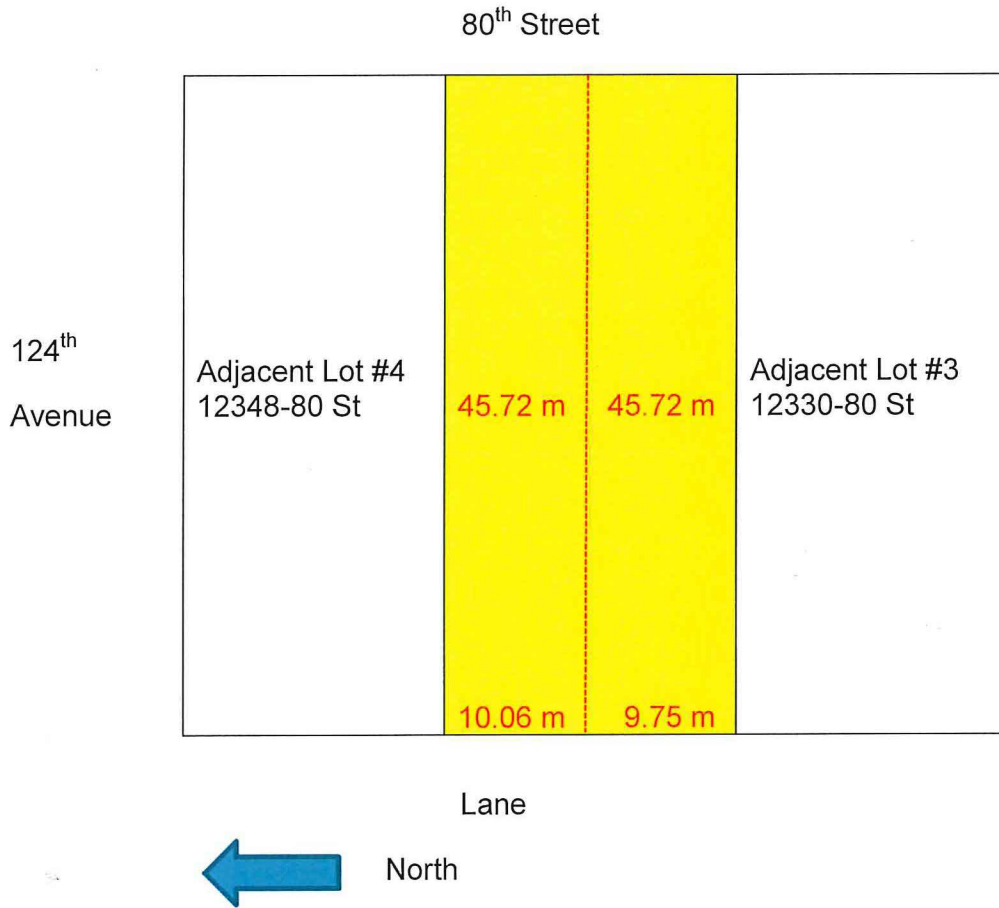 80th Street
124th
Avenue
Adjacent Lot #4
12348-80 St
45.72 m
45.72 m
Adjacent Lot #3
12330-80 St
10.06 m
9.75 m
Lane
North